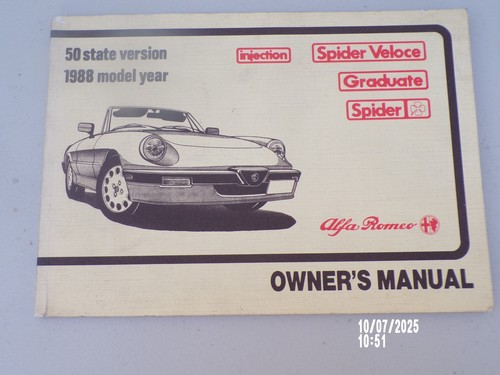 50 state version
1988 model year
injection
Spider Veloce
Graduate
Spider
Alfa Romeo
OWNER'S MANUAL
10/07/2025
10:51